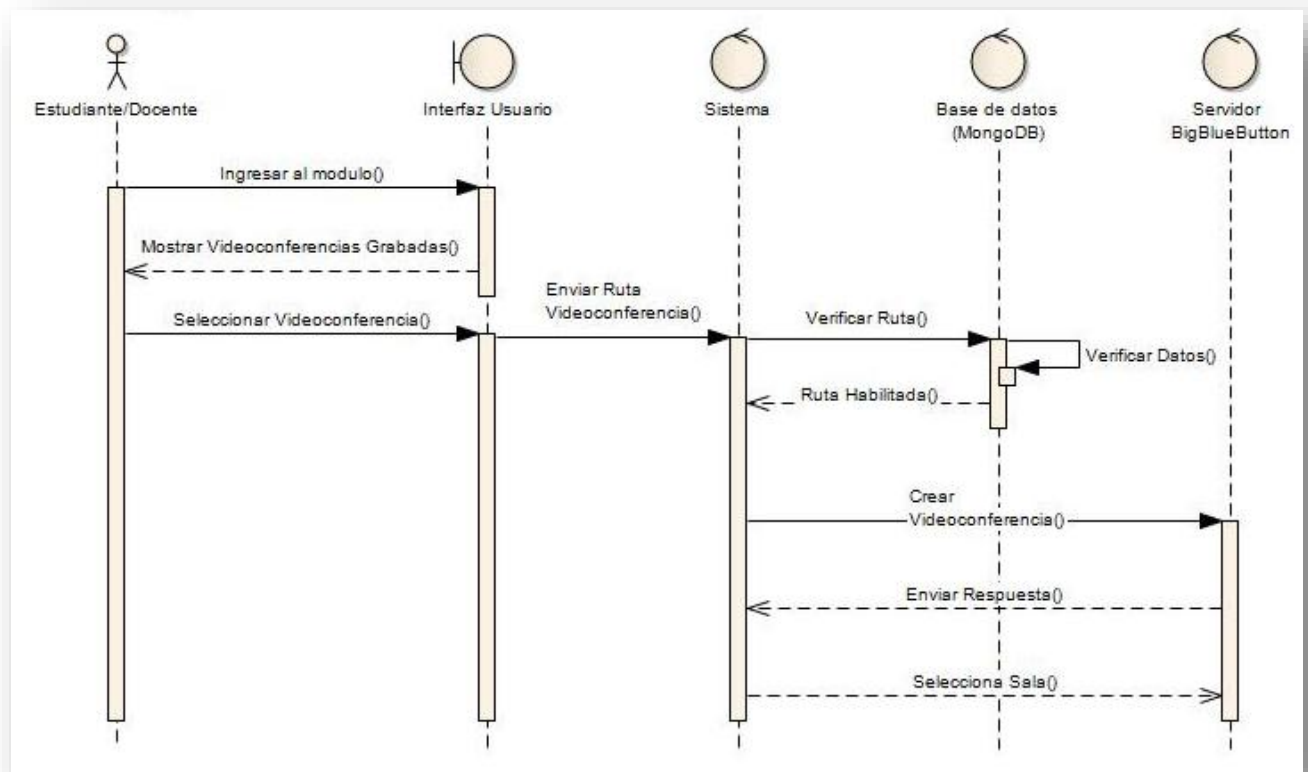 Estudiante/Docente
Interfaz Usuario
Sistema
Base de datos
(MongoDB)
Servidor
BigBlueButton
Ingresar al modulo()
Mostrar Videoconferencias Grabadas()
Seleccionar Videoconferencia()
Enviar Ruta
Videoconferencia()
Verificar Ruta()
Verificar Datos()
Ruta Habilitada()
Crear
Videoconferencia()
Enviar Respuesta()
Selecciona Sala()